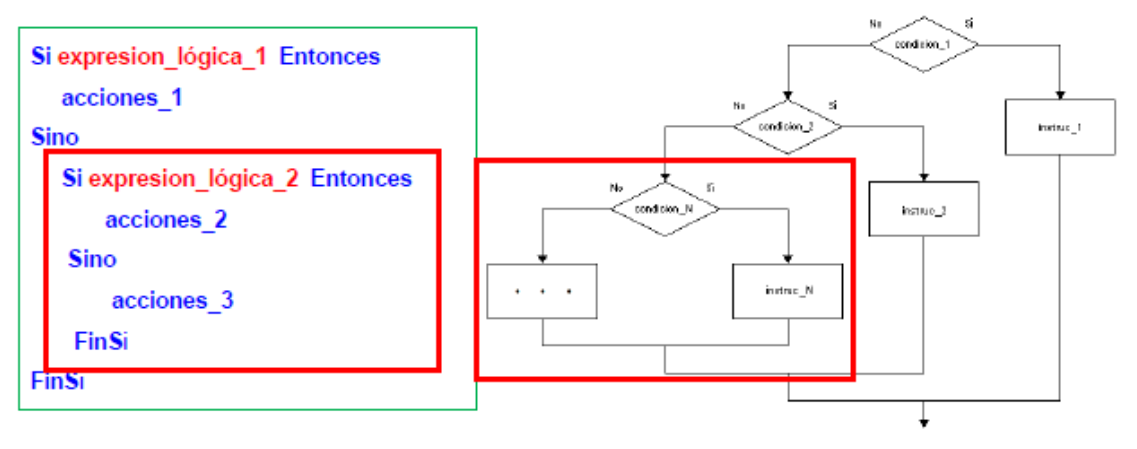 Si expresion_lógica_1 Entonces
acciones_1
Sino
Si expresion_lógica_2 Entonces
acciones_2
Sino
acciones_3
FinSi
FinSi
No Si
condicion_1
instruc_1
No Si
condicion_2
instruc_2
No Si
condicion_N
• • •
instruc_N